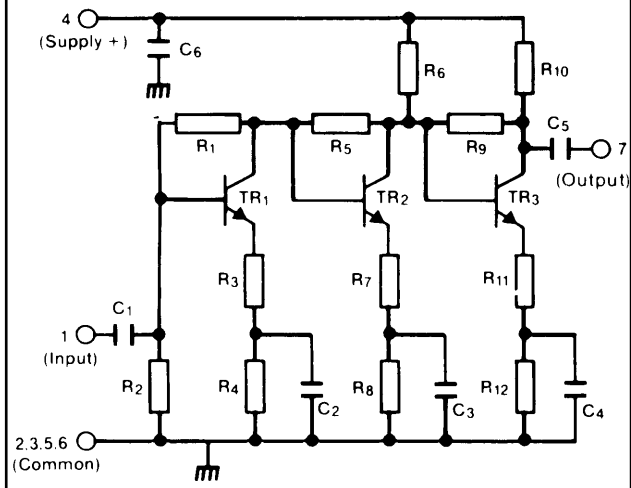 4
(Supply +)
C6
R6
R10
R1
R5
R9
C5
7
(Output)
TR1
TR2
TR3
R3
R7
R11
C1
1
(Input)
R2
R4
C2
R8
C3
R12
C4
2.3.5.6
(Common)